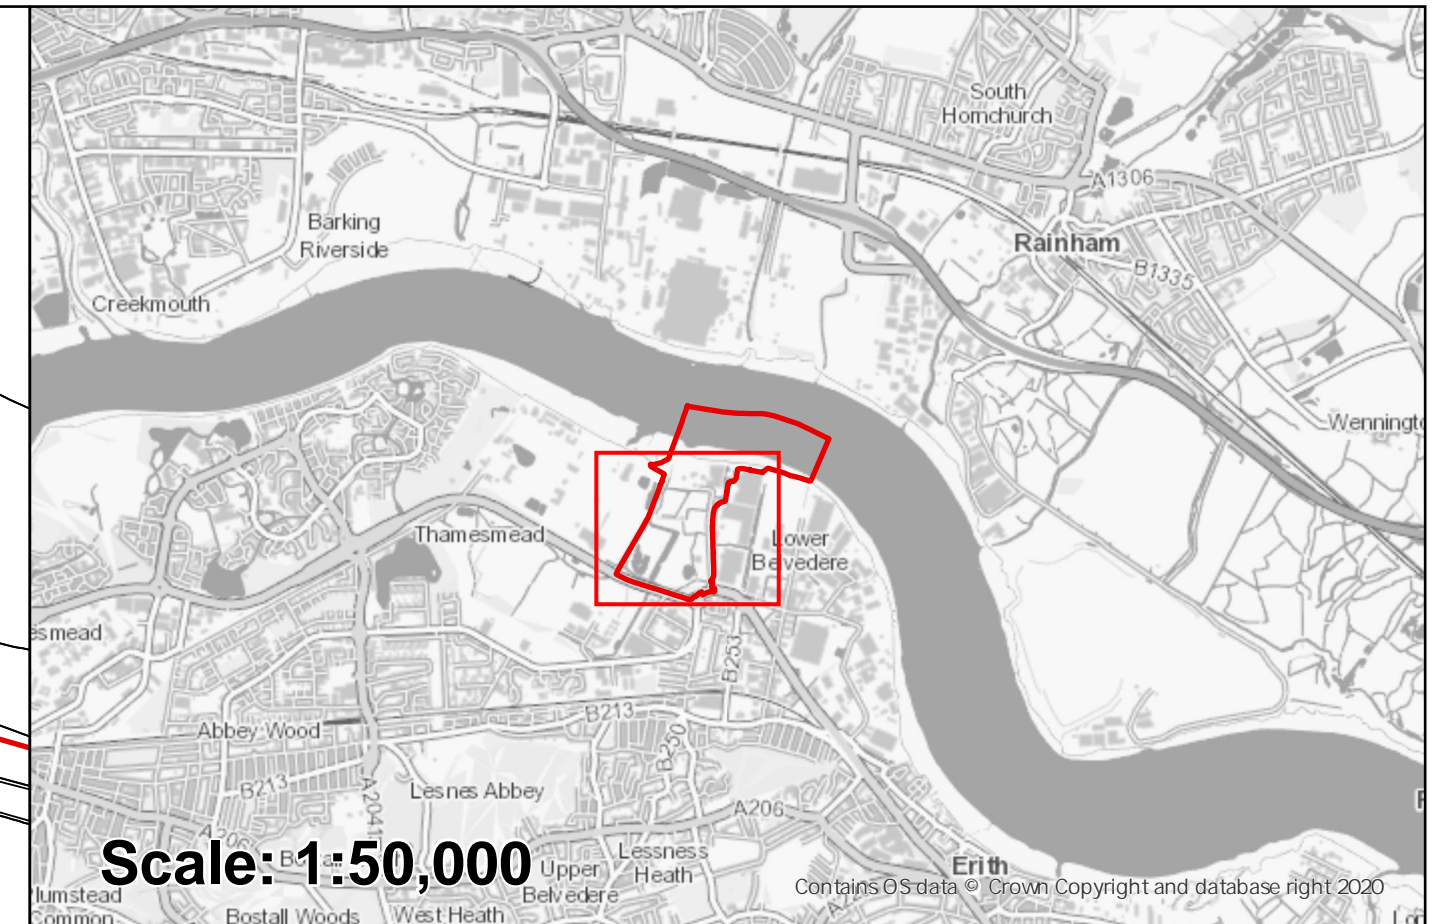 South
Hornchurch
A1306
Barking
Riverside
Rainham
B1335
Creekmouth
Wenningt
Thamesmead
Lower
Belvedere
esmead
B253
Abbey Wood
B213
B250
B213
A2041
Lesnes Abbey
A206
A206
Scale: 1:50,000
Upper
Belvedere
Lessness
Heath
Erith
Contains OS data © Crown Copyright and database right 2020
lumstead
Common
Bostall Woods
West Heath